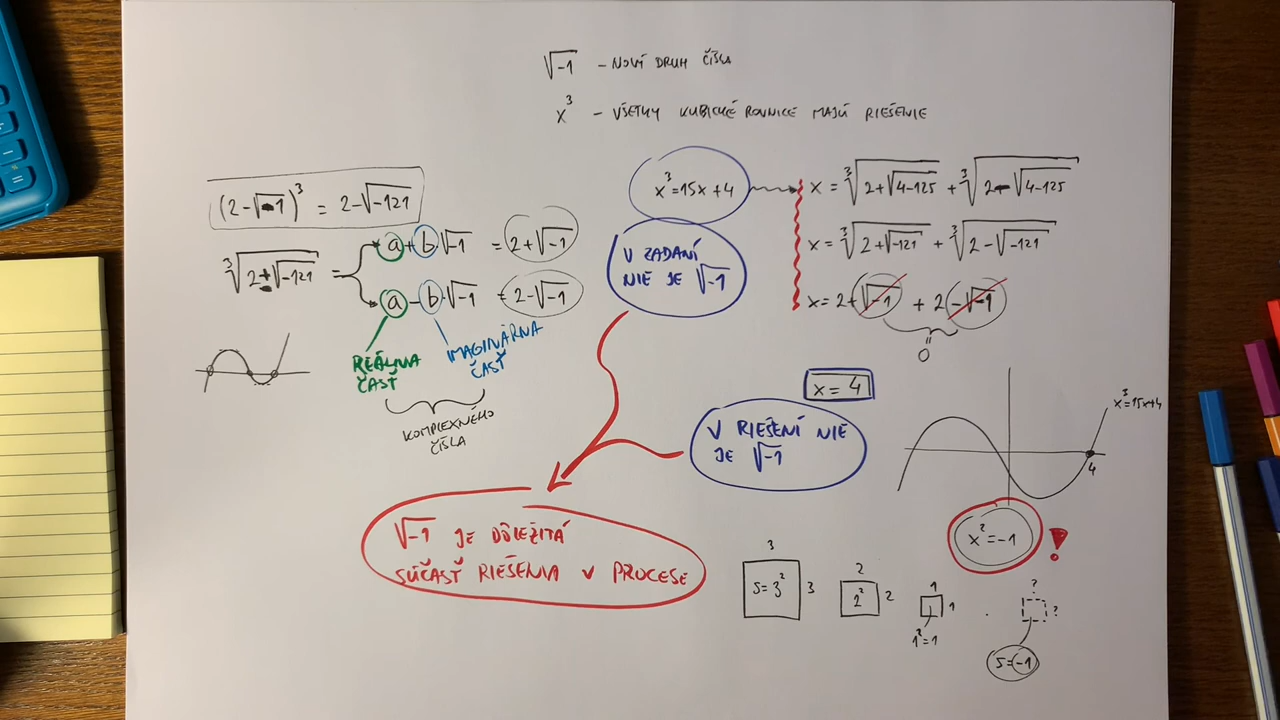 √-1 - NOVÍ DRUH ČÍSLA
x³ - VŠETKY KUBICKÉ ROVNICE MAJÚ RIEŠENIE
(2-√-1)³ = 2-√-121
∛(2±√-121) =
a+b√-1 = 2+√-1
a-b·√-1 = 2-√-1
REÁLNA
ČASŤ
IMAGINÁRNA
ČASŤ
KOMPLEXNÉHO
ČÍSLA
x³=15x+4
V ZADANÍ
NIE JE √-1
x = ∛(2+√(4-125)) + ∛(2-√(4-125))
x = ∛(2+√-121) + ∛(2-√-121)
x = 2+√-1 + 2-√-1
0
x = 4
V RIEŠENÍ NIE
JE √-1
x³=15x+4
4
√-1 JE DÔLEŽITÁ
SÚČASŤ RIEŠENIA V PROCESE
x²=-1 !
3
S=3² 3
2
2
1
1
1²=1
?
?
S=-1